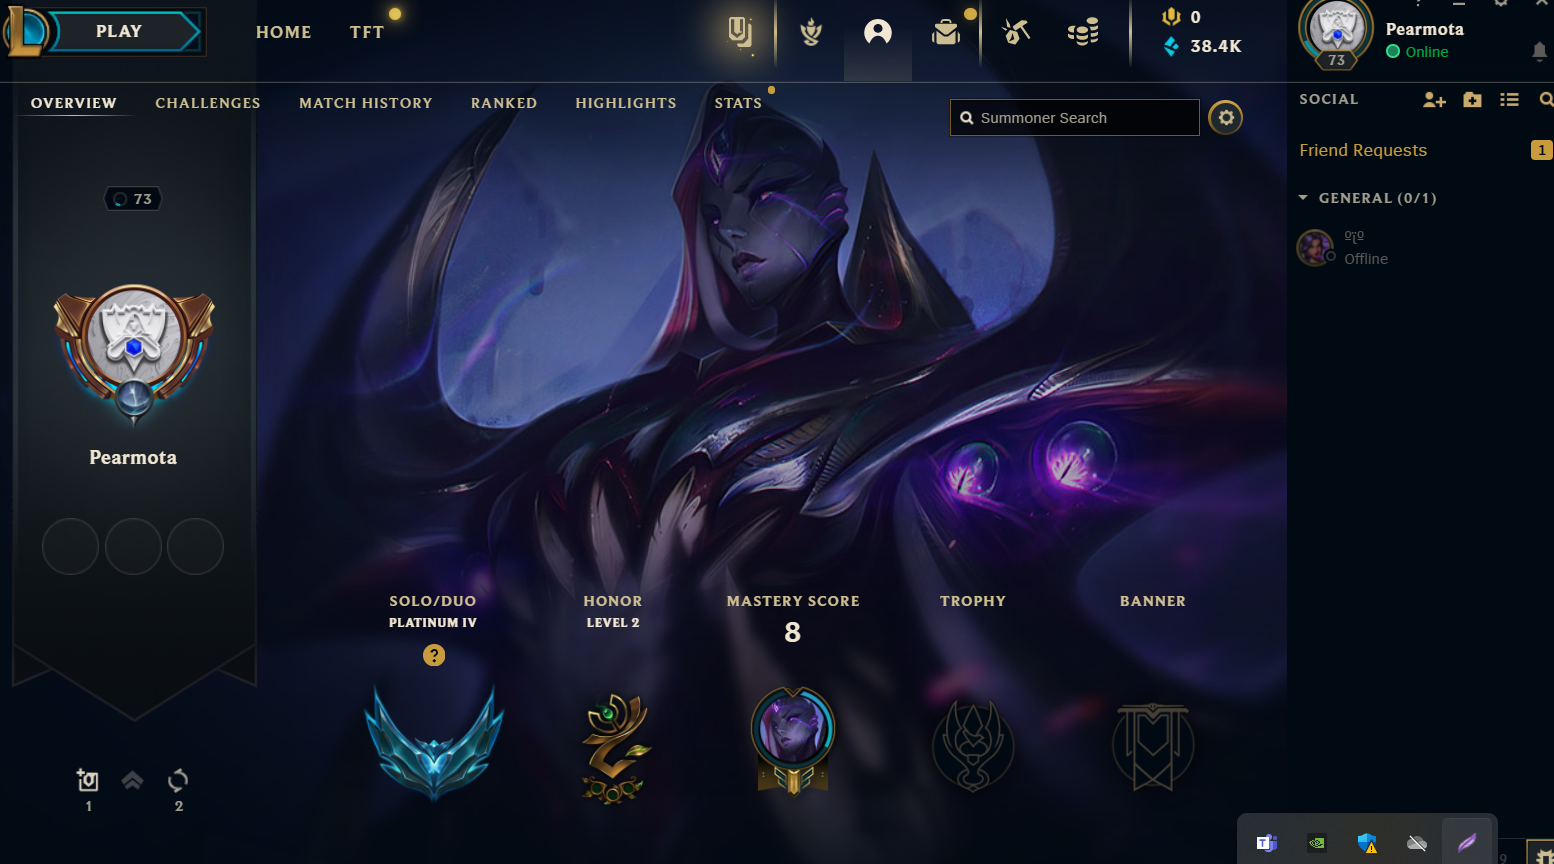 PLAY
HOME
TFT
0
38.4K
Pearmota
Online
73
OVERVIEW
CHALLENGES
MATCH HISTORY
RANKED
HIGHLIGHTS
STATS
Summoner Search
SOCIAL
Friend Requests
1
GENERAL (0/1)
Offline
73
Pearmota
SOLO/DUO
PLATINUM IV
?
HONOR
LEVEL 2
MASTERY SCORE
8
TROPHY
BANNER
1
2